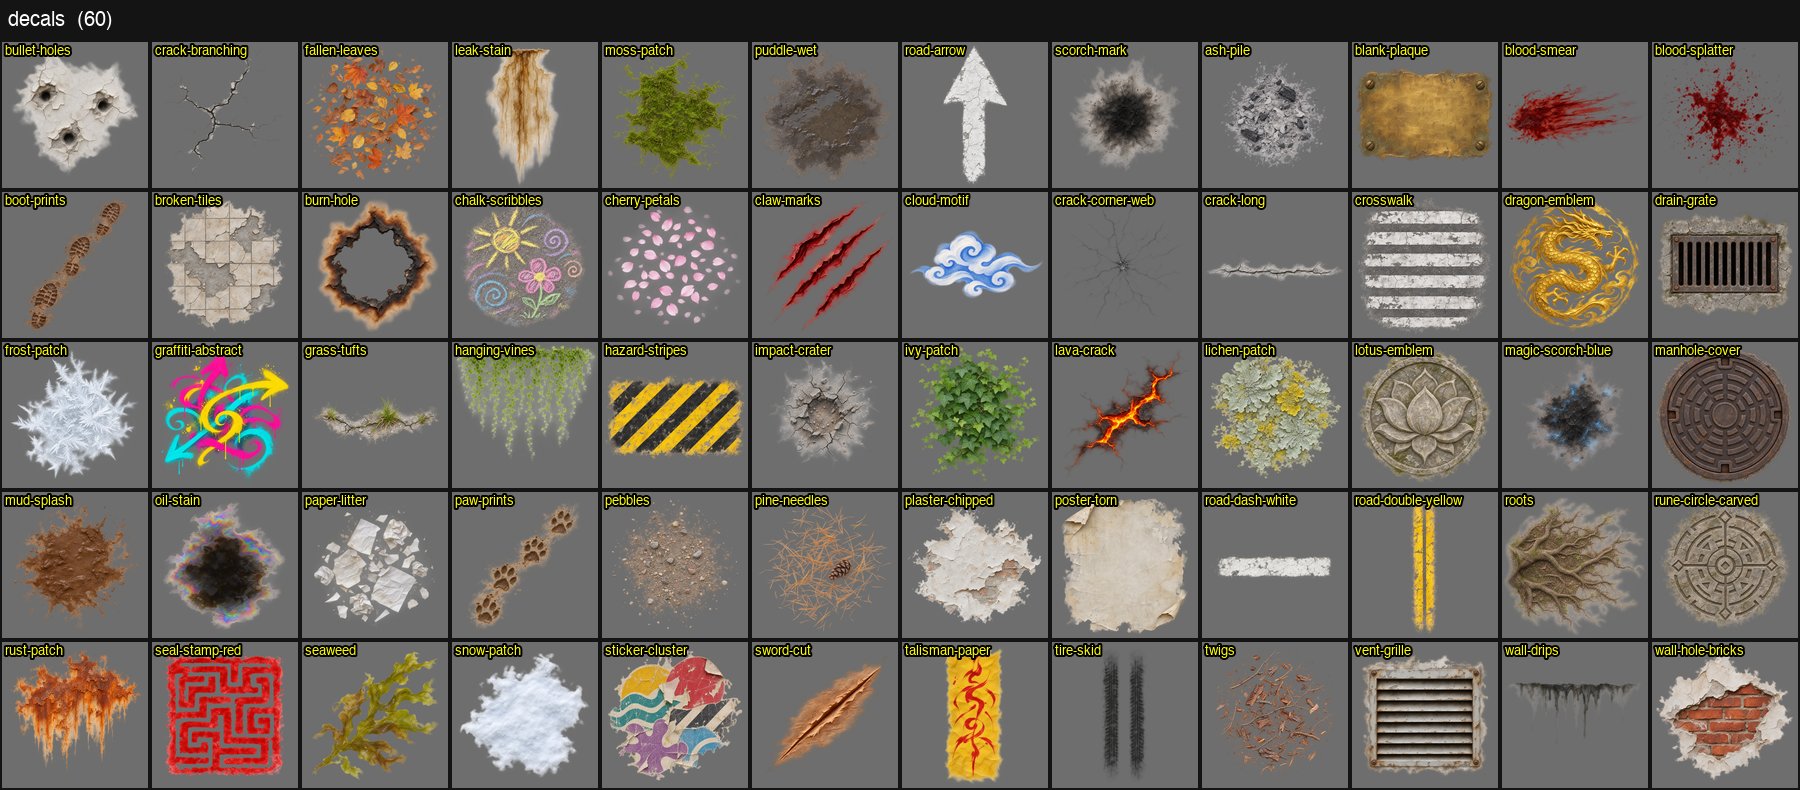 decals (60)
bullet-holes crack-branching fallen-leaves leak-stain moss-patch puddle-wet road-arrow scorch-mark ash-pile blank-plaque blood-smear blood-splatter
boot-prints broken-tiles burn-hole chalk-scribbles cherry-petals claw-marks cloud-motif crack-corner-web crack-long crosswalk dragon-emblem drain-grate
frost-patch graffiti-abstract grass-tufts hanging-vines hazard-stripes impact-crater ivy-patch lava-crack lichen-patch lotus-emblem magic-scorch-blue manhole-cover
mud-splash oil-stain paper-litter paw-prints pebbles pine-needles plaster-chipped poster-torn road-dash-white road-double-yellow roots rune-circle-carved
rust-patch seal-stamp-red seaweed snow-patch sticker-cluster sword-cut talisman-paper tire-skid twigs vent-grille wall-drips wall-hole-bricks